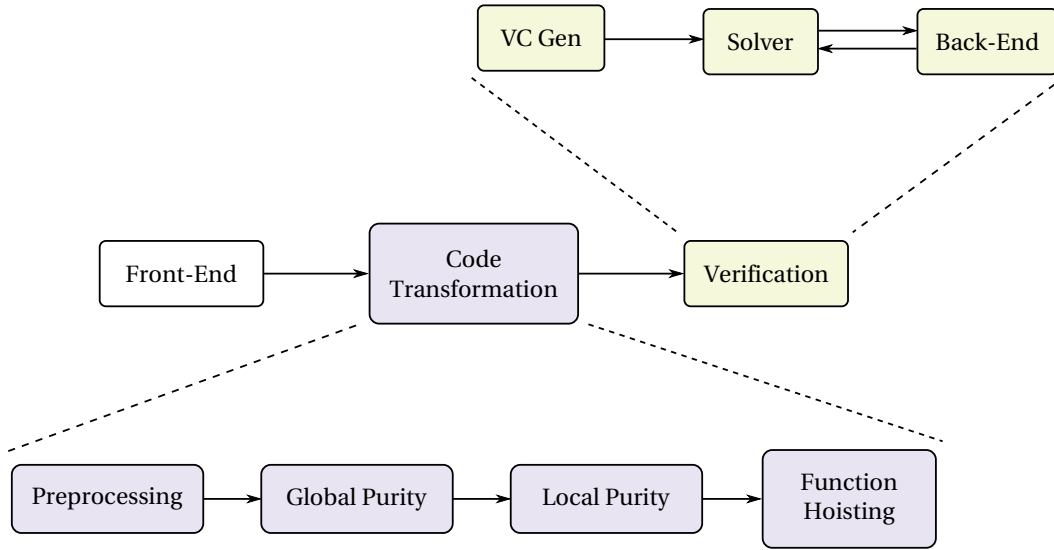 VC Gen
Solver
Back-End
Front-End
Code
Transformation
Verification
Preprocessing
Global Purity
Local Purity
Function
Hoisting